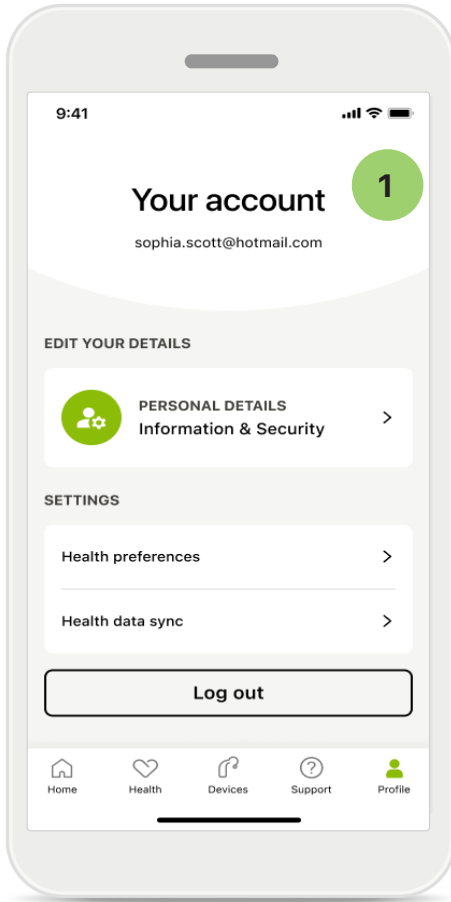 9:41
1
Your account
sophia.scott@hotmail.com
EDIT YOUR DETAILS
PERSONAL DETAILS
Information & Security
SETTINGS
Health preferences
Health data sync
Log out
Home Health Devices Support Profile